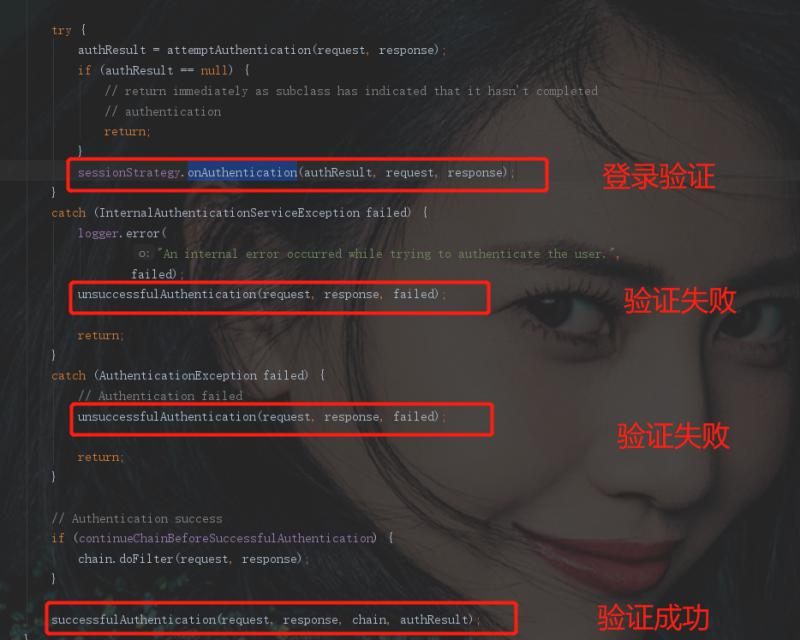 try {
authResult = attemptAuthentication(request, response);
if (authResult == null) {
// return immediately as subclass has indicated that it hasn't completed
// authentication
return;
}
sessionStrategy.onAuthentication(authResult, request, response); 登录验证
}
catch (InternalAuthenticationServiceException failed) {
logger.error(
o: "An internal error occurred while trying to authenticate the user.",
failed);
unsuccessfulAuthentication(request, response, failed); 验证失败
return;
}
catch (AuthenticationException failed) {
// Authentication failed
unsuccessfulAuthentication(request, response, failed); 验证失败
return;
}
// Authentication success
if (continueChainBeforeSuccessfulAuthentication) {
chain.doFilter(request, response);
}
successfulAuthentication(request, response, chain, authResult); 验证成功
}